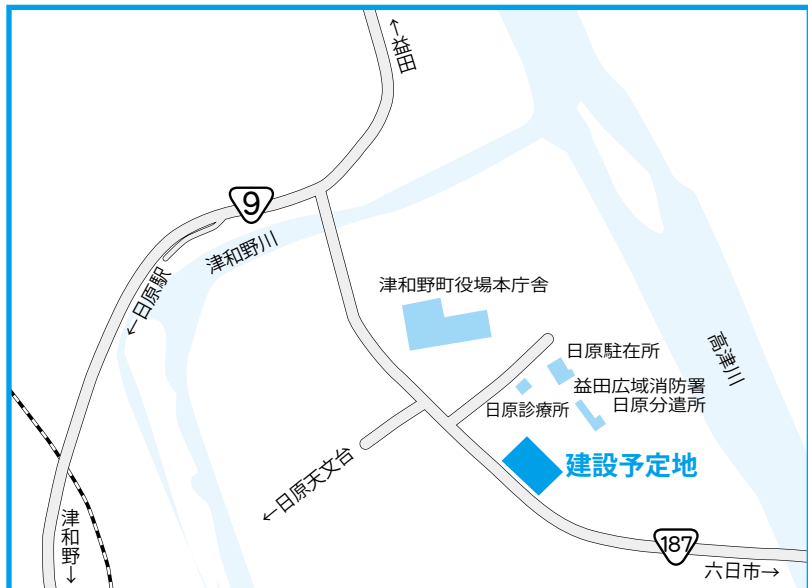 ←益田
9
津和野川
←日原駅
津和野町役場本庁舎
高津川
日原駐在所
益田広域消防署
日原分遣所
日原診療所
建設予定地
←日原天文台
津和野→
187
六日市→